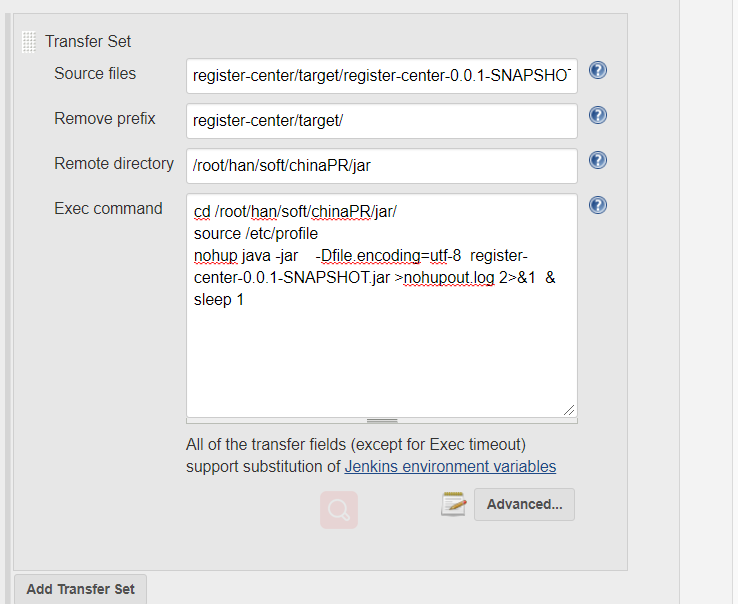 Transfer Set
Source files
register-center/target/register-center-0.0.1-SNAPSHO
Remove prefix
register-center/target/
Remote directory
/root/han/soft/chinaPR/jar
Exec command
cd /root/han/soft/chinaPR/jar/
source /etc/profile
nohup java -jar    -Dfile.encoding=utf-8  register-
center-0.0.1-SNAPSHOT.jar >nohupout.log 2>&1  &
sleep 1
All of the transfer fields (except for Exec timeout)
support substitution of Jenkins environment variables
Advanced...
Add Transfer Set